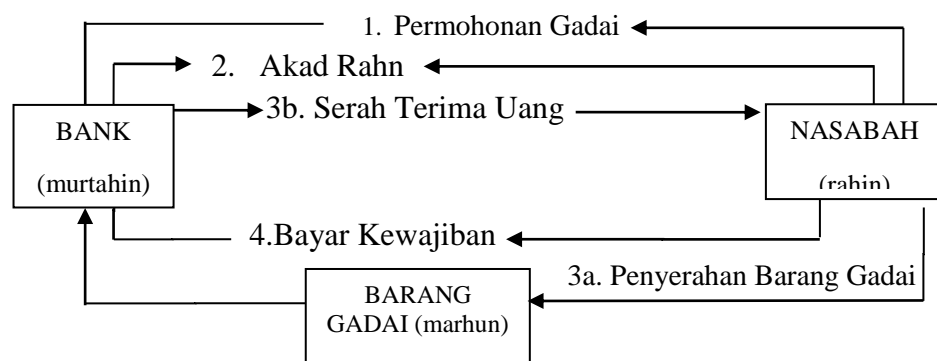 1. Permohonan Gadai
2. Akad Rahn
3b. Serah Terima Uang
BANK
(murtahin)
NASABAH
(rahin)
4.Bayar Kewajiban
3a. Penyerahan Barang Gadai
BARANG
GADAI (marhun)